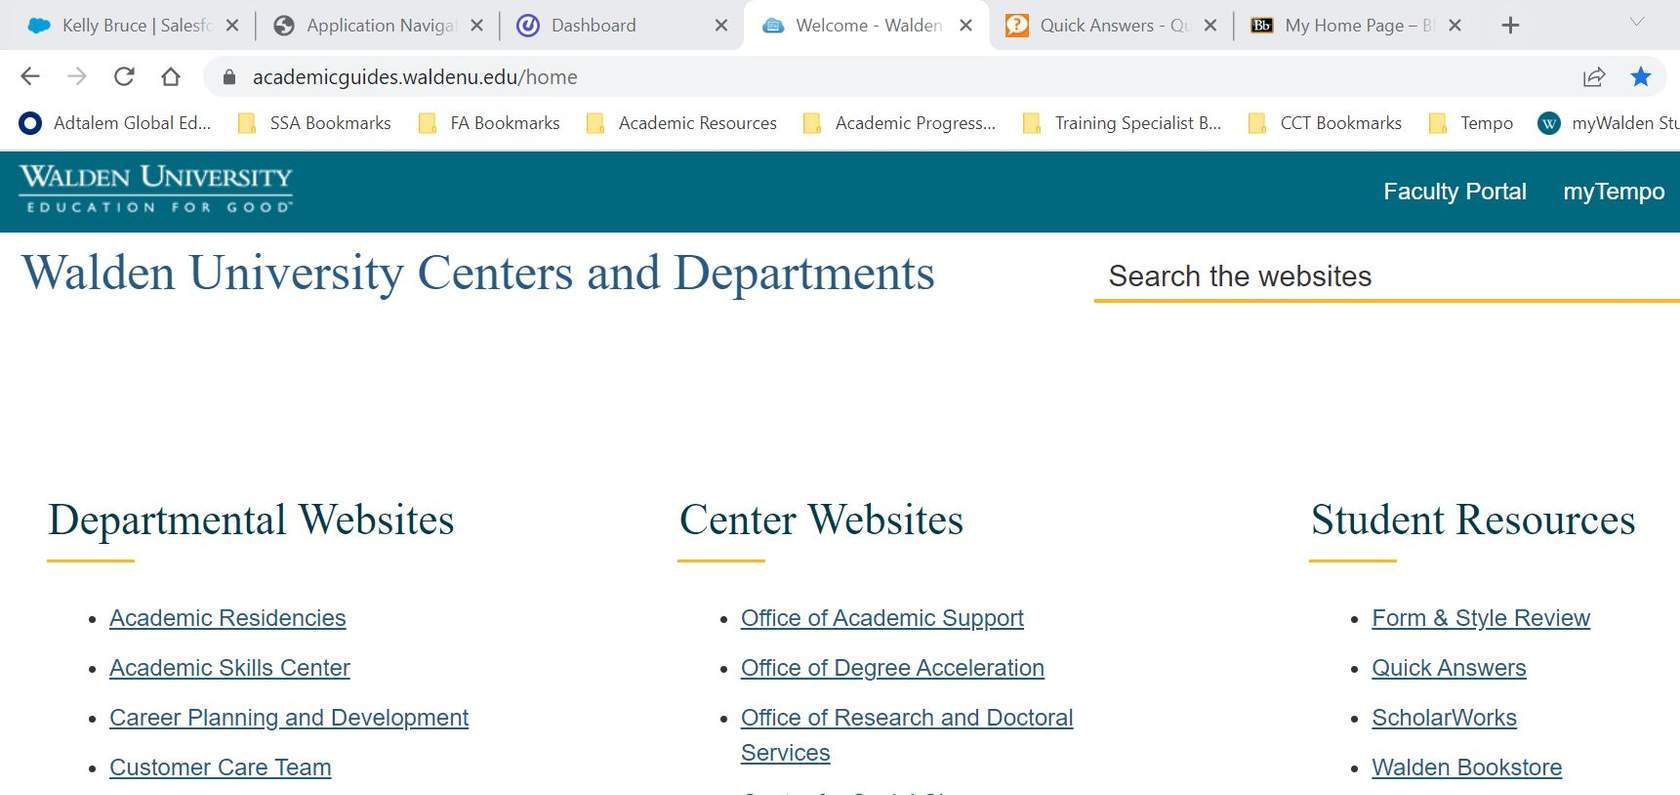 Kelly Bruce | Salesfo
Application Navigat
Dashboard
Welcome - Walden
Quick Answers - Qu
Bb
My Home Page – Bl
academicguides.waldenu.edu/home
Adtalem Global Ed...
SSA Bookmarks
FA Bookmarks
Academic Resources
Academic Progress...
Training Specialist B...
CCT Bookmarks
Tempo
W
myWalden Stu
WALDEN UNIVERSITY
EDUCATION FOR GOOD™
Faculty Portal
myTempo
Walden University Centers and Departments
Search the websites
Departmental Websites
Academic Residencies
Academic Skills Center
Career Planning and Development
Customer Care Team
Center Websites
Office of Academic Support
Office of Degree Acceleration
Office of Research and Doctoral
Services
Student Resources
Form & Style Review
Quick Answers
ScholarWorks
Walden Bookstore